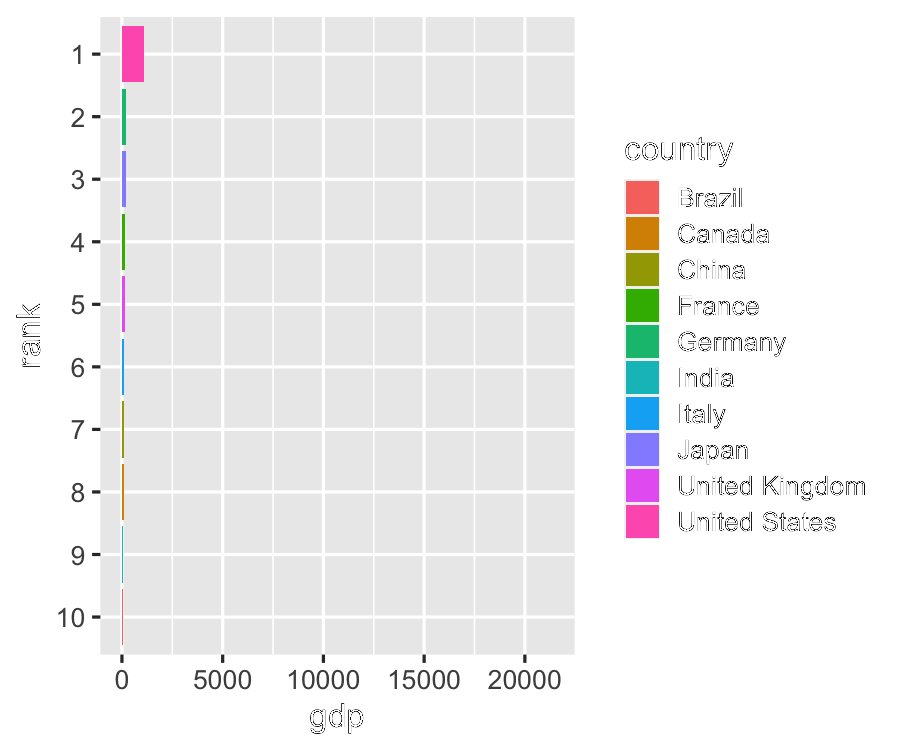 1
2
3
4
5
6
7
8
9
10
rank
0 5000 10000 15000 20000
gdp
country
Brazil
Canada
China
France
Germany
India
Italy
Japan
United Kingdom
United States